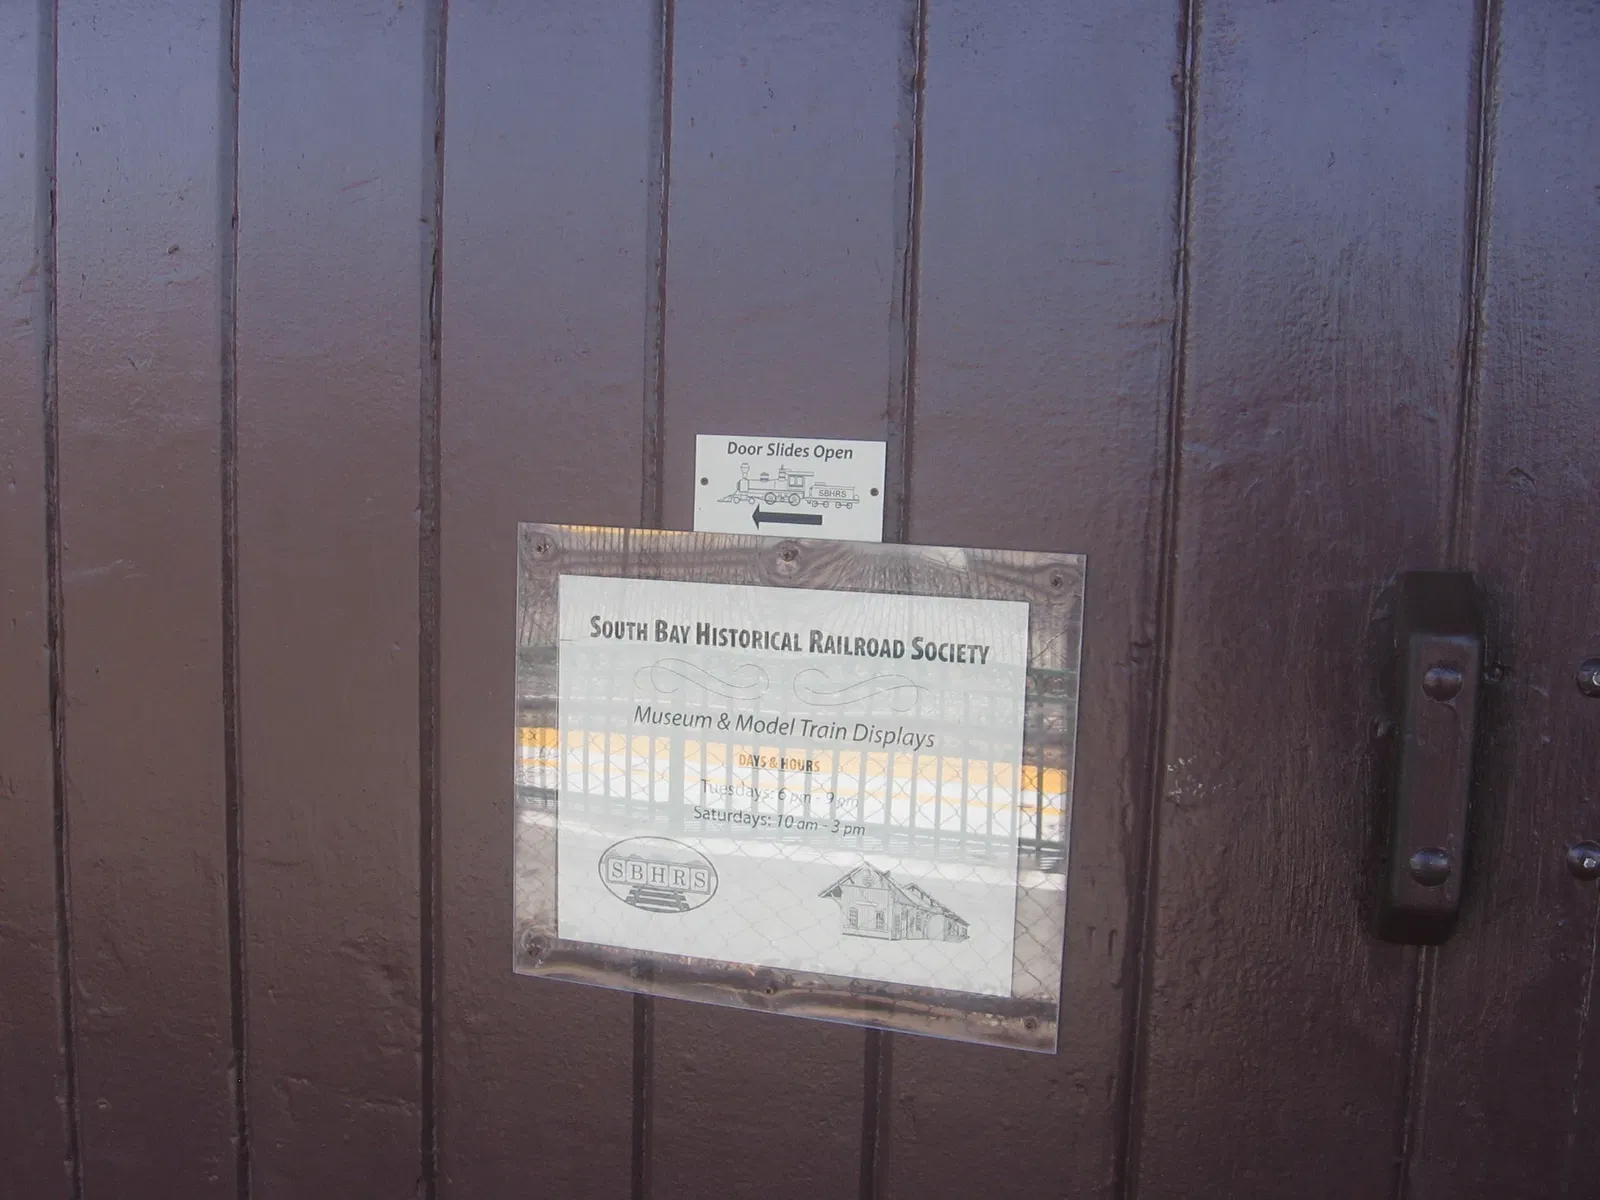 Door Slides Open
SBHRS
SOUTH BAY HISTORICAL RAILROAD SOCIETY
Museum & Model Train Displays
DAYS & HOURS
Tuesdays: 6 pm - 9 pm
Saturdays: 10 am - 3 pm
SBHRS